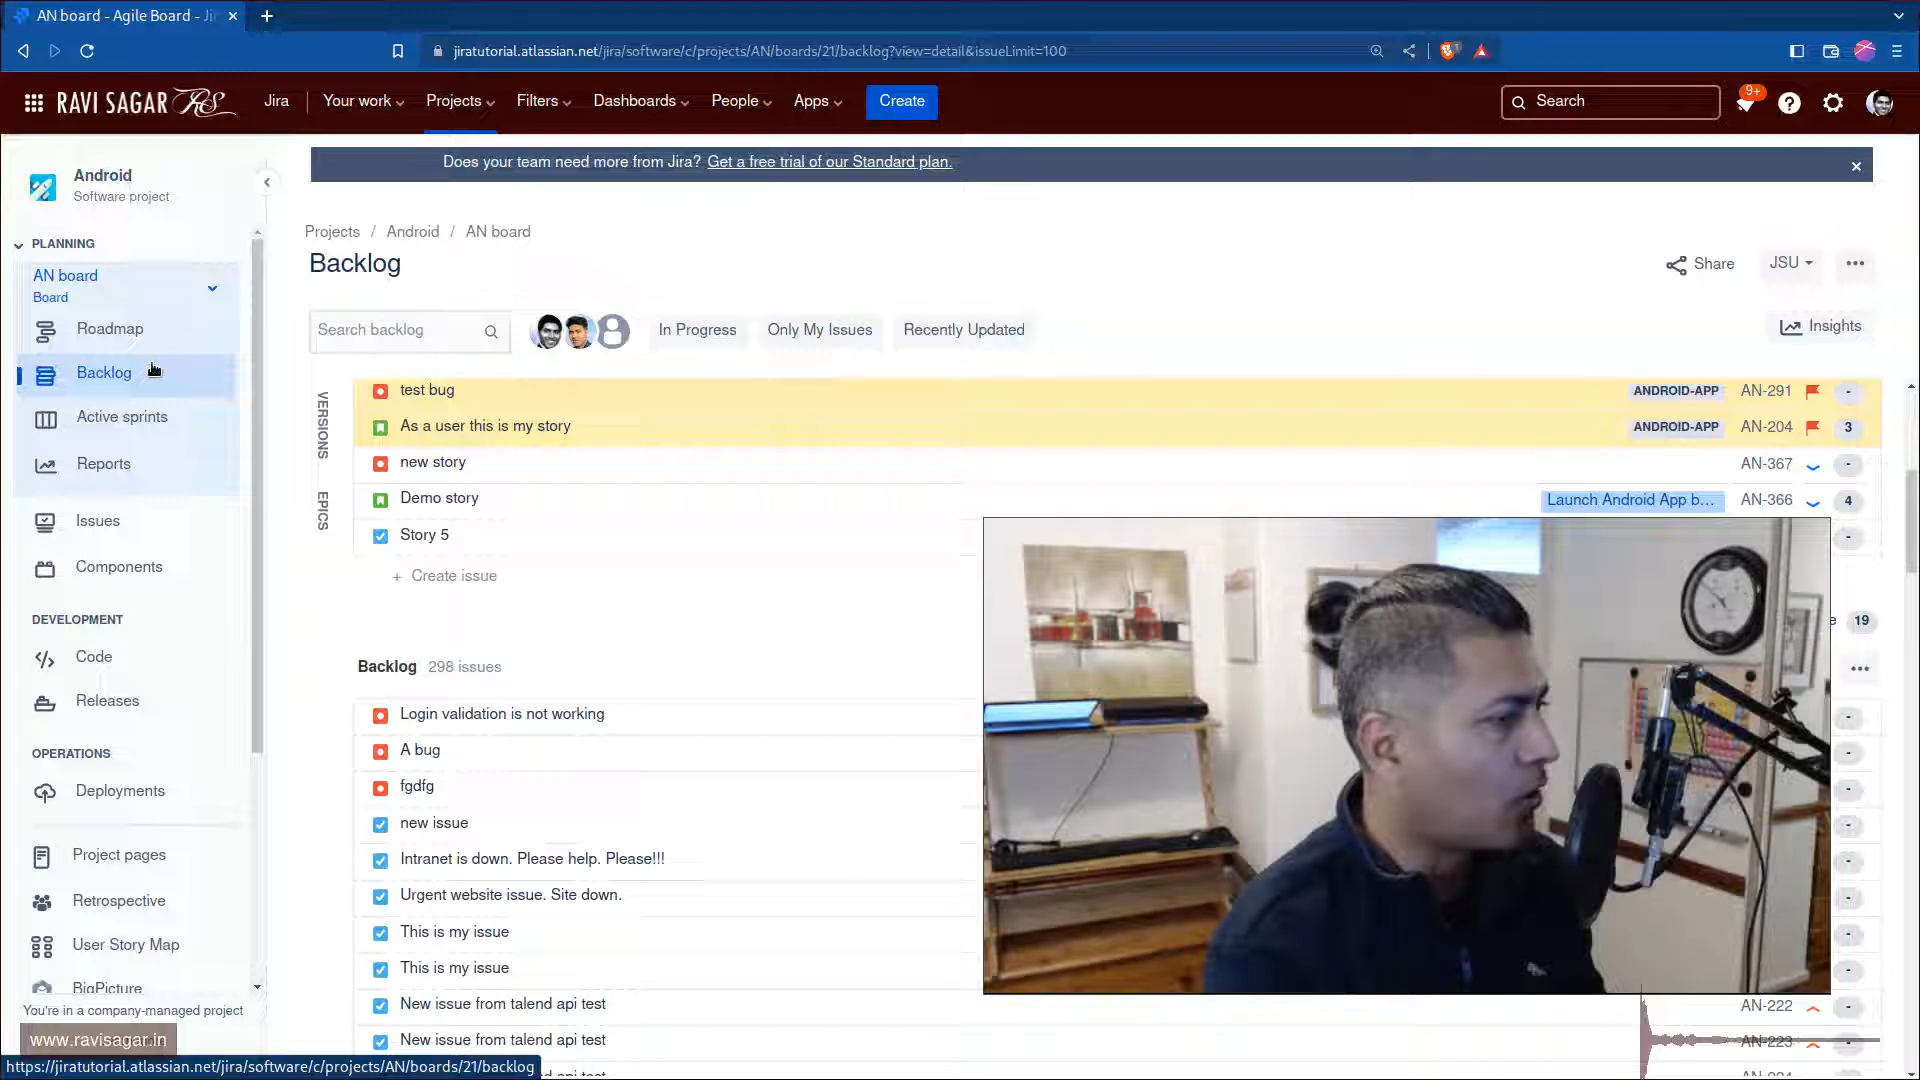 AN board - Agile Board - Ji
jiratutorial.atlassian.net/jira/software/c/projects/AN/boards/21/backlog?view=detail&issueLimit=100
RAVI SAGAR RS
Jira
Your work
Projects
Filters
Dashboards
People
Apps
Create
Search
9+
Does your team need more from Jira? Get a free trial of our Standard plan.
Android
Software project
PLANNING
AN board
Board
Roadmap
Backlog
Active sprints
Reports
Issues
Components
DEVELOPMENT
Code
Releases
OPERATIONS
Deployments
Project pages
Retrospective
User Story Map
BigPicture
You're in a company-managed project
www.ravisagar.in
https://jiratutorial.atlassian.net/jira/software/c/projects/AN/boards/21/backlog
Projects / Android / AN board
Backlog
Share
JSU
Search backlog
In Progress
Only My Issues
Recently Updated
Insights
VERSIONS
EPICS
test bug ANDROID-APP AN-291 -
As a user this is my story ANDROID-APP AN-204 3
new story AN-367 -
Demo story Launch Android App b... AN-366 4
Story 5 -
+ Create issue
e 19
Backlog 298 issues
Login validation is not working -
A bug -
fgdfg -
new issue -
Intranet is down. Please help. Please!!! -
Urgent website issue. Site down. -
This is my issue -
This is my issue -
New issue from talend api test AN-222 -
New issue from talend api test AN-223 -